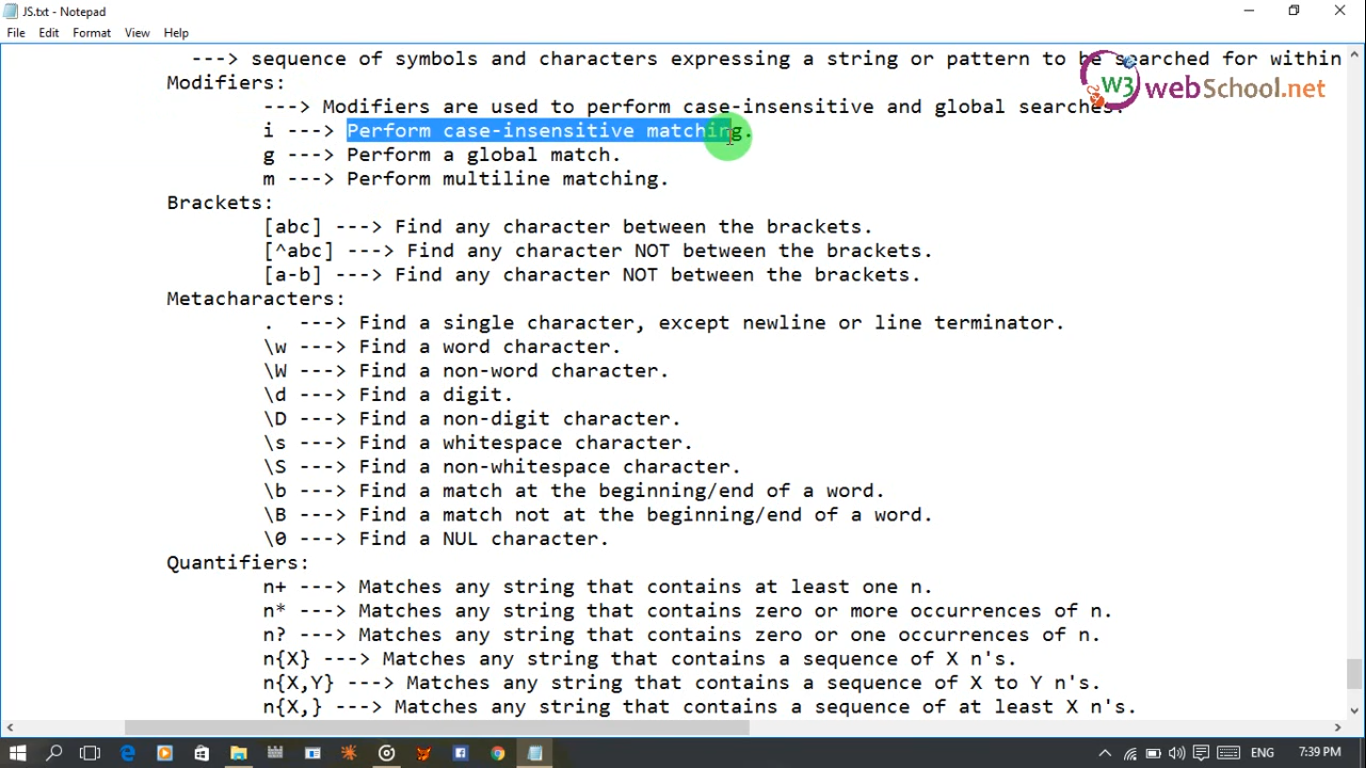 JS.txt - Notepad
File Edit Format View Help
---> sequence of symbols and characters expressing a string or pattern to be searched for within
Modifiers:
---> Modifiers are used to perform case-insensitive and global searches.
i ---> Perform case-insensitive matching.
g ---> Perform a global match.
m ---> Perform multiline matching.
Brackets:
[abc] ---> Find any character between the brackets.
[^abc] ---> Find any character NOT between the brackets.
[a-b] ---> Find any character NOT between the brackets.
Metacharacters:
. ---> Find a single character, except newline or line terminator.
\w ---> Find a word character.
\W ---> Find a non-word character.
\d ---> Find a digit.
\D ---> Find a non-digit character.
\s ---> Find a whitespace character.
\S ---> Find a non-whitespace character.
\b ---> Find a match at the beginning/end of a word.
\B ---> Find a match not at the beginning/end of a word.
\0 ---> Find a NUL character.
Quantifiers:
n+ ---> Matches any string that contains at least one n.
n* ---> Matches any string that contains zero or more occurrences of n.
n? ---> Matches any string that contains zero or one occurrences of n.
n{X} ---> Matches any string that contains a sequence of X n's.
n{X,Y} ---> Matches any string that contains a sequence of X to Y n's.
n{X,} ---> Matches any string that contains a sequence of at least X n's.
W3 webSchool.net
ENG 7:39 PM